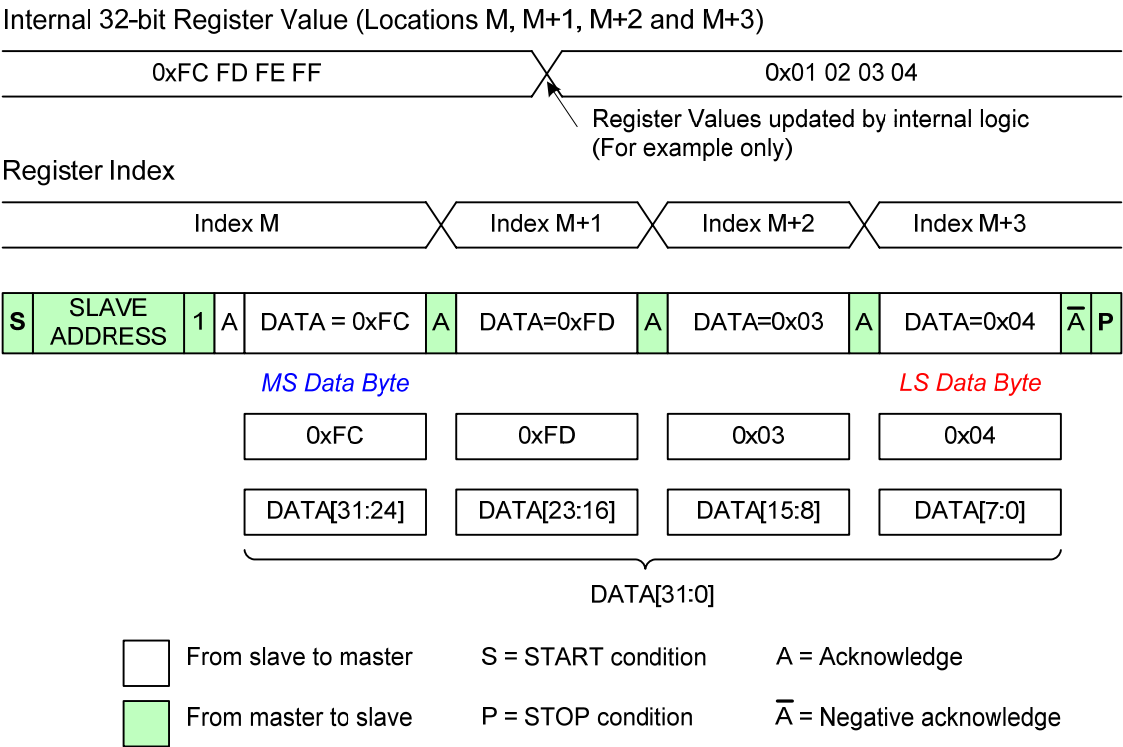 Internal 32-bit Register Value (Locations M, M+1, M+2 and M+3)
0xFC FD FE FF 0x01 02 03 04
Register Values updated by internal logic
(For example only)
Register Index
Index M Index M+1 Index M+2 Index M+3
S SLAVE ADDRESS 1 A DATA = 0xFC A DATA=0xFD A DATA=0x03 A DATA=0x04 A̅ P
MS Data Byte LS Data Byte
0xFC 0xFD 0x03 0x04
DATA[31:24] DATA[23:16] DATA[15:8] DATA[7:0]
DATA[31:0]
From slave to master S = START condition A = Acknowledge
From master to slave P = STOP condition A̅ = Negative acknowledge